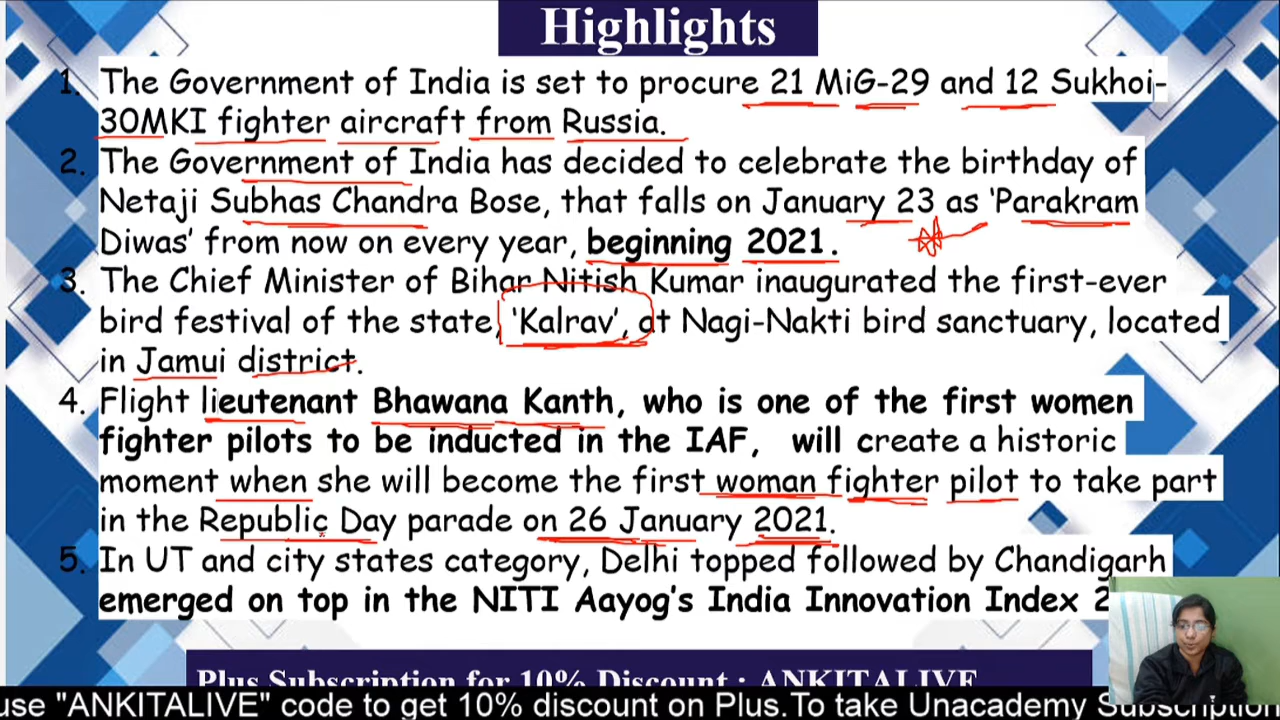 Highlights
1. The Government of India is set to procure 21 MiG-29 and 12 Sukhoi-
30MKI fighter aircraft from Russia.
2. The Government of India has decided to celebrate the birthday of
Netaji Subhas Chandra Bose, that falls on January 23 as ‘Parakram
Diwas’ from now on every year, beginning 2021.
3. The Chief Minister of Bihar Nitish Kumar inaugurated the first-ever
bird festival of the state, ‘Kalrav’, at Nagi-Nakti bird sanctuary, located
in Jamui district.
4. Flight lieutenant Bhawana Kanth, who is one of the first women
fighter pilots to be inducted in the IAF, will create a historic
moment when she will become the first woman fighter pilot to take part
in the Republic Day parade on 26 January 2021.
5. In UT and city states category, Delhi topped followed by Chandigarh
emerged on top in the NITI Aayog’s India Innovation Index
Plus Subscription for 10% Discount : ANKITALIVE
use "ANKITALIVE" code to get 10% discount on Plus.To take Unacademy Subscription